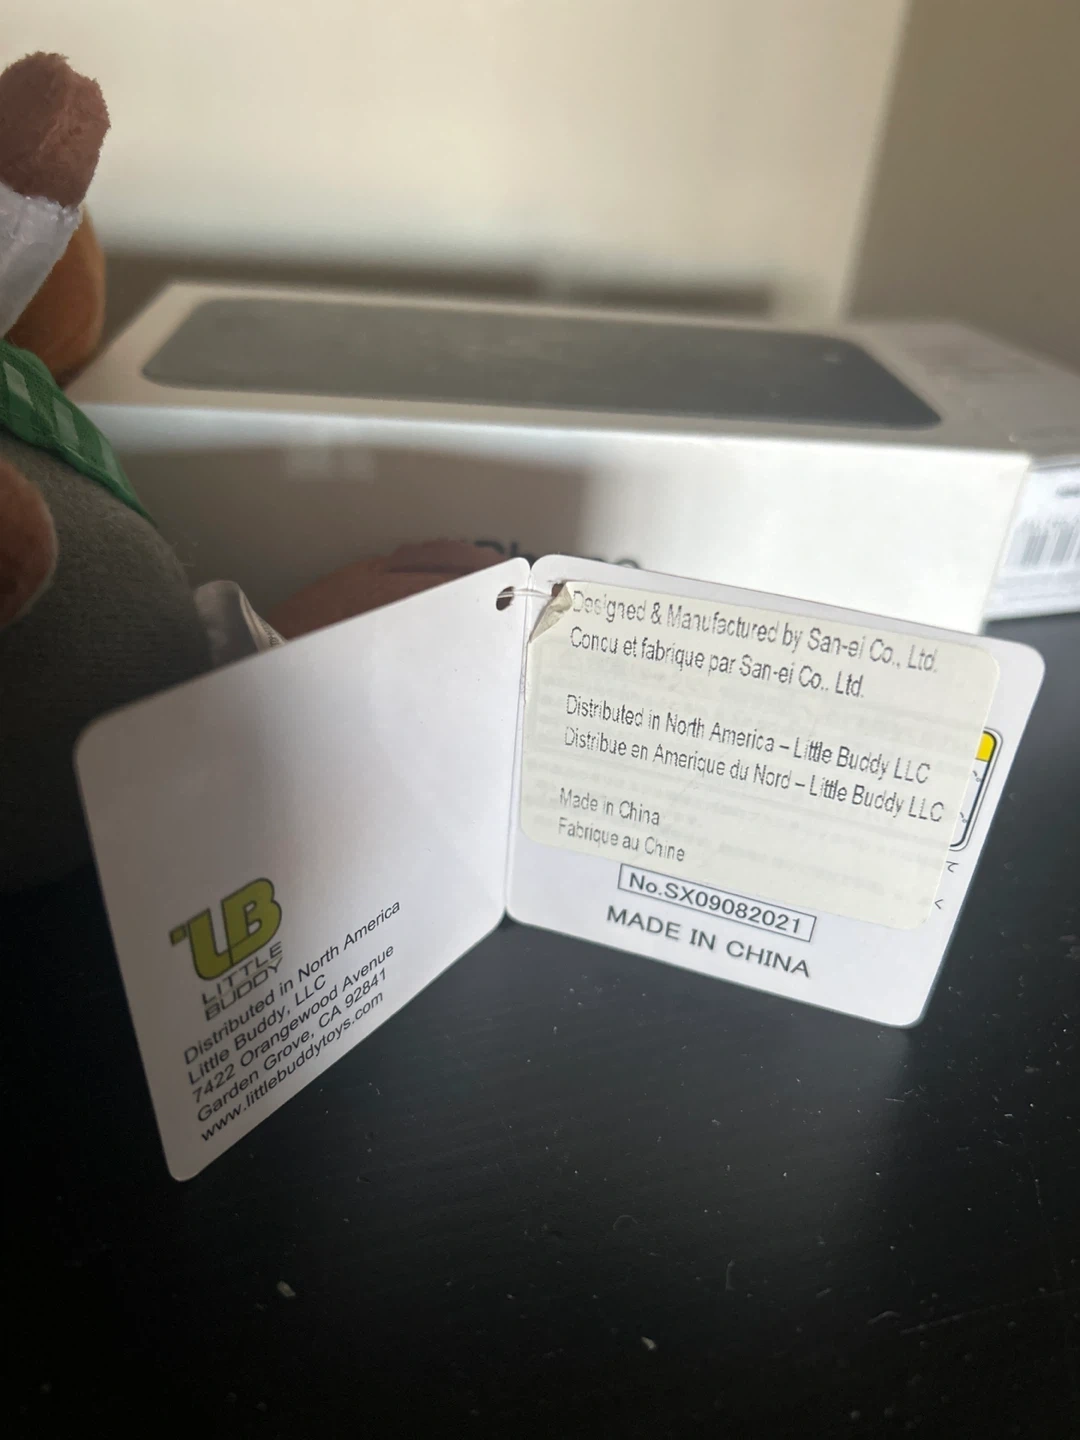 LB
LITTLE
BUDDY
Distributed in North America
Little Buddy, LLC
7422 Orangewood Avenue
Garden Grove, CA 92841
www.littlebuddytoys.com
Designed & Manufactured by San-ei Co., Ltd.
Concu et fabrique par San-ei Co., Ltd.
Distributed in North America – Little Buddy LLC
Distribue en Amerique du Nord – Little Buddy LLC
Made in China
Fabrique au Chine
No.SX09082021
MADE IN CHINA